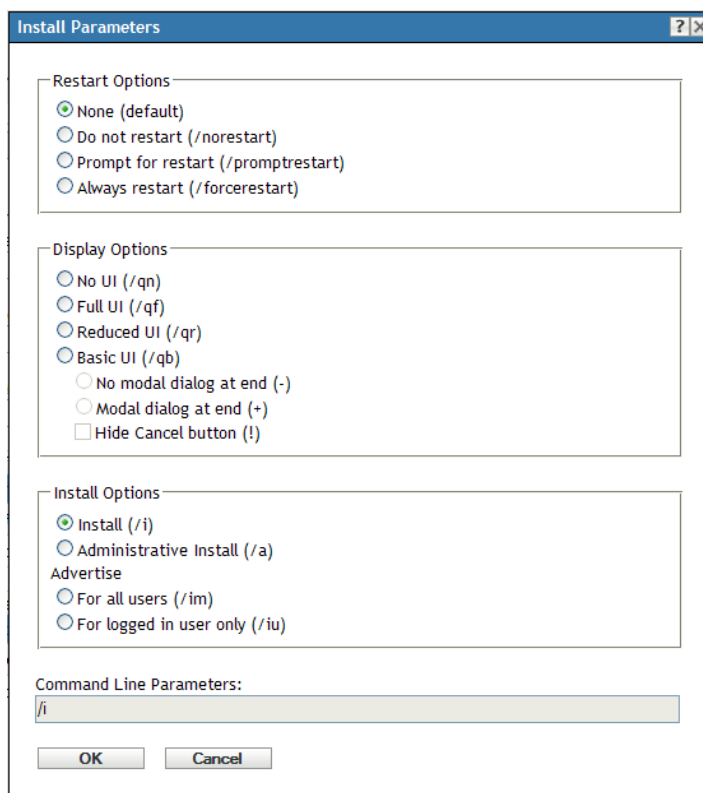 Install Parameters
?
Restart Options
None (default)
Do not restart (/norestart)
Prompt for restart (/promptrestart)
Always restart (/forcerestart)
Display Options
No UI (/qn)
Full UI (/qf)
Reduced UI (/qr)
Basic UI (/qb)
No modal dialog at end (-)
Modal dialog at end (+)
Hide Cancel button (!)
Install Options
Install (/i)
Administrative Install (/a)
Advertise
For all users (/im)
For logged in user only (/iu)
Command Line Parameters:
/i
OK Cancel